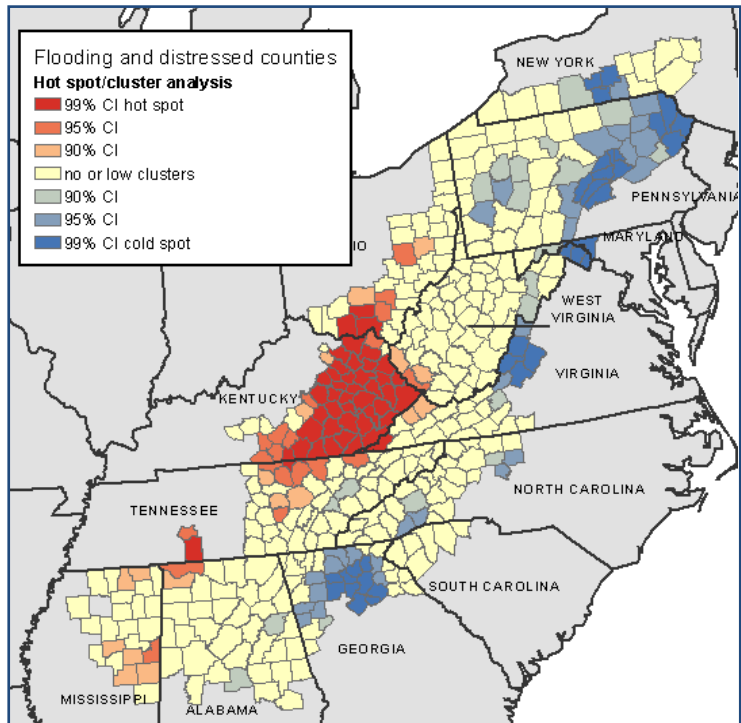 Flooding and distressed counties
Hot spot/cluster analysis
99% CI hot spot
95% CI
90% CI
no or low clusters
90% CI
95% CI
99% CI cold spot
NEW YORK
PENNSYLVANIA
MARYLAND
IO
WEST
VIRGINIA
VIRGINIA
KENTUCKY
NORTH CAROLINA
TENNESSEE
SOUTH CAROLINA
GEORGIA
MISSISSIPPI
ALABAMA